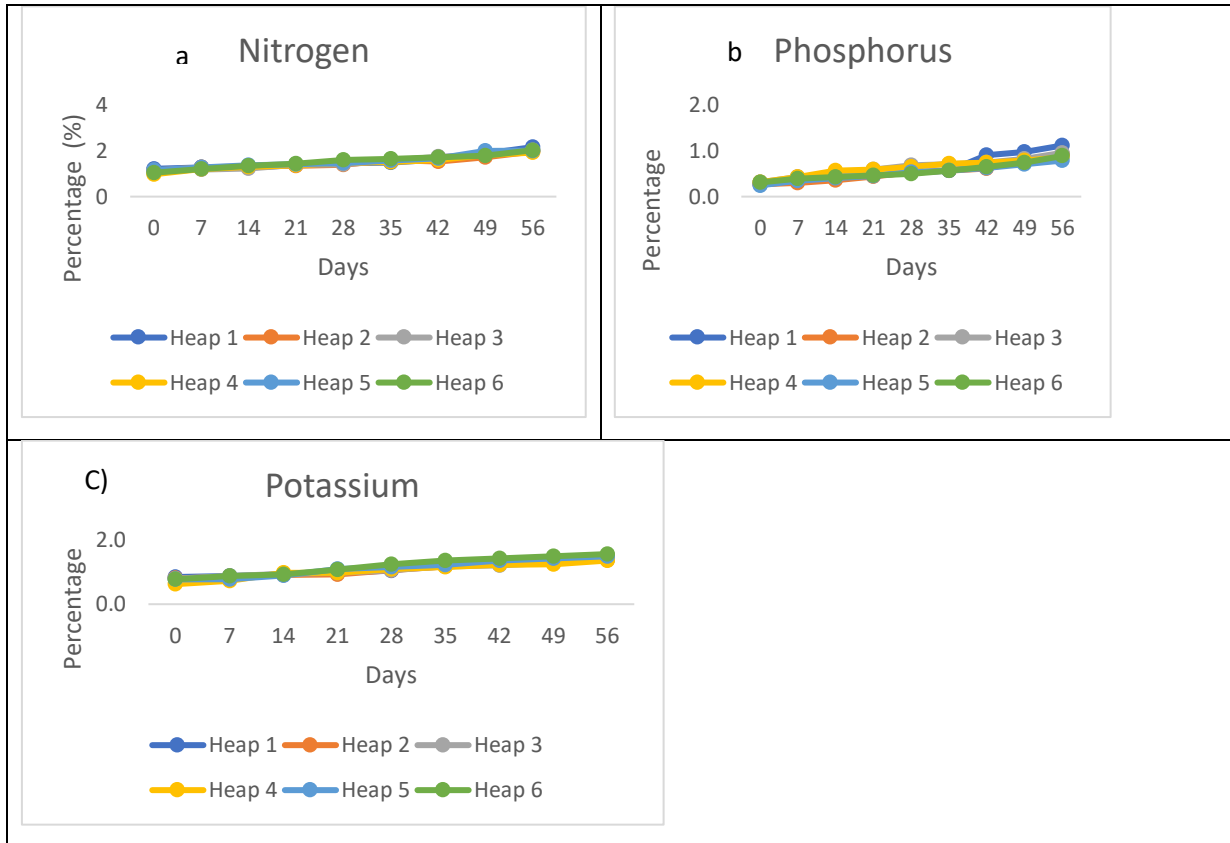 a
Nitrogen
Percentage (%)
4
2
0
0 7 14 21 28 35 42 49 56
Days
Heap 1 Heap 2 Heap 3
Heap 4 Heap 5 Heap 6
b
Phosphorus
Percentage
2.0
1.0
0.0
0 7 14 21 28 35 42 49 56
Days
Heap 1 Heap 2 Heap 3
Heap 4 Heap 5 Heap 6
C)
Potassium
Percentage
2.0
0.0
0 7 14 21 28 35 42 49 56
Days
Heap 1 Heap 2 Heap 3
Heap 4 Heap 5 Heap 6